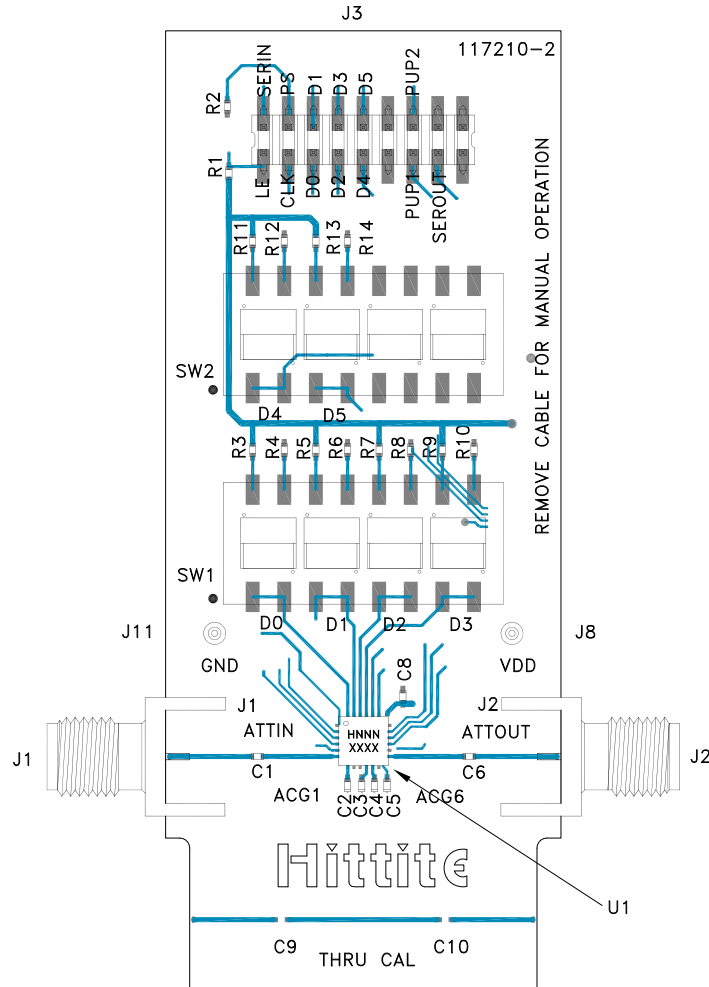 J3
117210-2
SERIN
PS
D1
D3
D5
PUP2
R2
R1
LE
CLK
D0
D2
D4
PUP1
SEROUT
REMOVE CABLE FOR MANUAL OPERATION
R11
R12
R13
R14
SW2
D4
D5
R3
R4
R5
R6
R7
R8
R9
R10
SW1
D0
D1
D2
D3
J11
J8
GND
VDD
C8
J1
J2
ATTIN
HNNN
XXXX
ATTOUT
J1
J2
C1
C6
ACG1
C2
C3
C4
C5
ACG6
Hittite
U1
C9
C10
THRU CAL